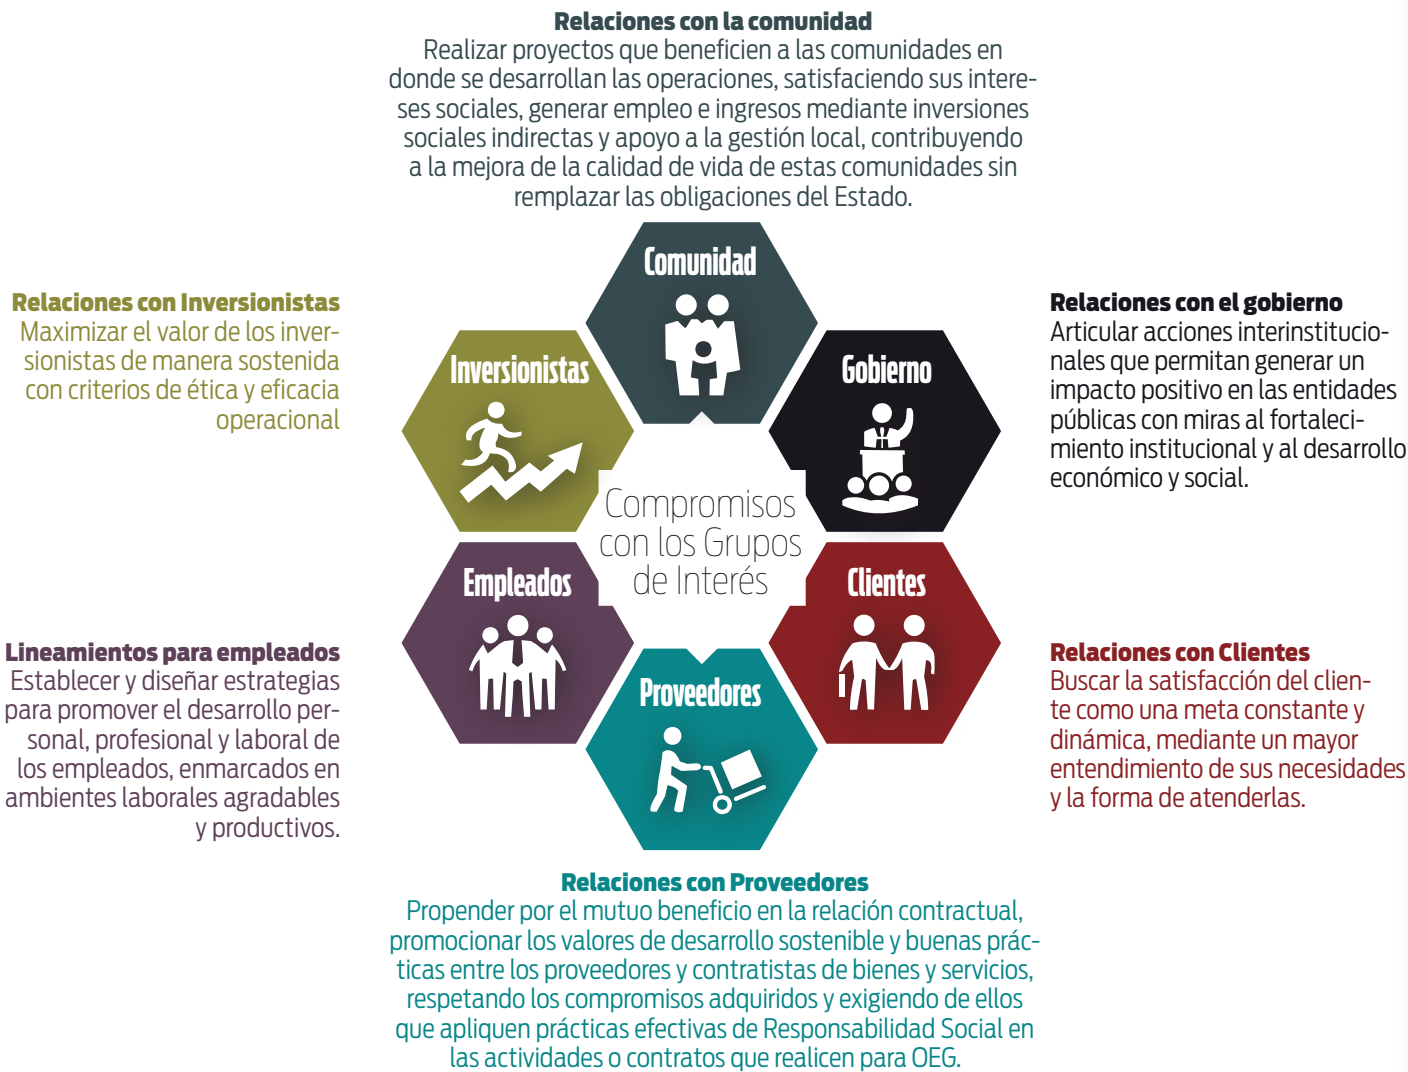 Relaciones con la comunidad
Realizar proyectos que beneficien a las comunidades en
donde se desarrollan las operaciones, satisfaciendo sus intere-
ses sociales, generar empleo e ingresos mediante inversiones
sociales indirectas y apoyo a la gestión local, contribuyendo
a la mejora de la calidad de vida de estas comunidades sin
remplazar las obligaciones del Estado.
Comunidad
Relaciones con Inversionistas
Maximizar el valor de los inver-
sionistas de manera sostenida
con criterios de ética y eficacia
operacional
Inversionistas
Gobierno
Relaciones con el gobierno
Articular acciones interinstitucio-
nales que permitan generar un
impacto positivo en las entidades
públicas con miras al fortaleci-
miento institucional y al desarrollo
económico y social.
Compromisos
con los Grupos
de Interés
Empleados
Lineamientos para empleados
Establecer y diseñar estrategias
para promover el desarrollo per-
sonal, profesional y laboral de
los empleados, enmarcados en
ambientes laborales agradables
y productivos.
Clientes
Relaciones con Clientes
Buscar la satisfacción del clien-
te como una meta constante y
dinámica, mediante un mayor
entendimiento de sus necesidades
y la forma de atenderlas.
Proveedores
Relaciones con Proveedores
Propender por el mutuo beneficio en la relación contractual,
promocionar los valores de desarrollo sostenible y buenas prác-
ticas entre los proveedores y contratistas de bienes y servicios,
respetando los compromisos adquiridos y exigiendo de ellos
que apliquen prácticas efectivas de Responsabilidad Social en
las actividades o contratos que realicen para OEG.